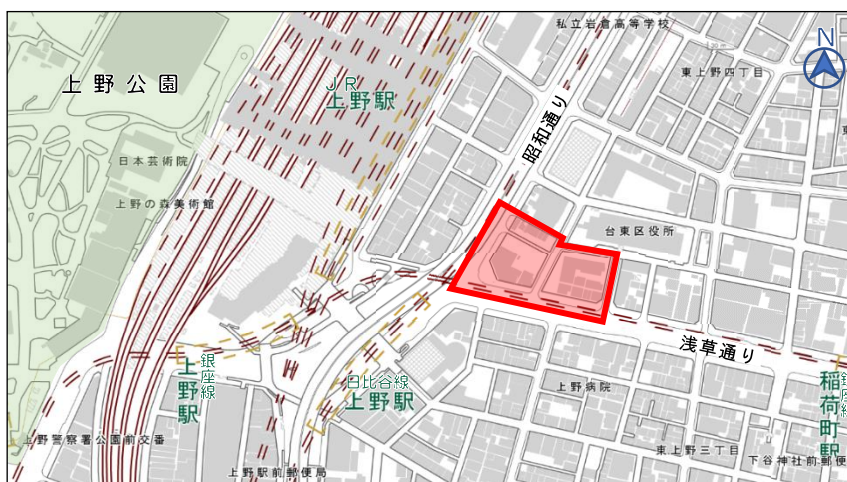 私立岩倉高等学校
N
上野公園
JR
上野駅
東上野四丁目
昭和通り
日本芸術院
上野の森美術館
台東区役所
浅草通り
銀座線
上野駅
日比谷線
上野駅
上野病院
稲荷町駅
銀座線
上野警察署公園前交番
東上野三丁目
下谷神社前郵便
上野駅前郵便局